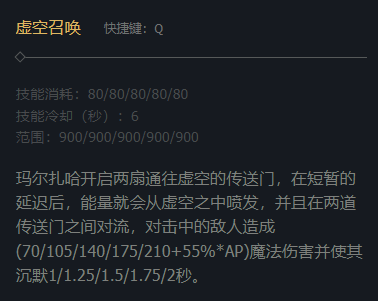 虚空召唤 快捷键：Q
技能消耗：80/80/80/80/80
技能冷却（秒）：6
范围：900/900/900/900/900
玛尔扎哈开启两扇通往虚空的传送门，在短暂的
延迟后，能量就会从虚空之中喷发，并且在两道
传送门之间对流，对击中的敌人造成
(70/105/140/175/210+55%*AP)魔法伤害并使其
沉默1/1.25/1.5/1.75/2秒。